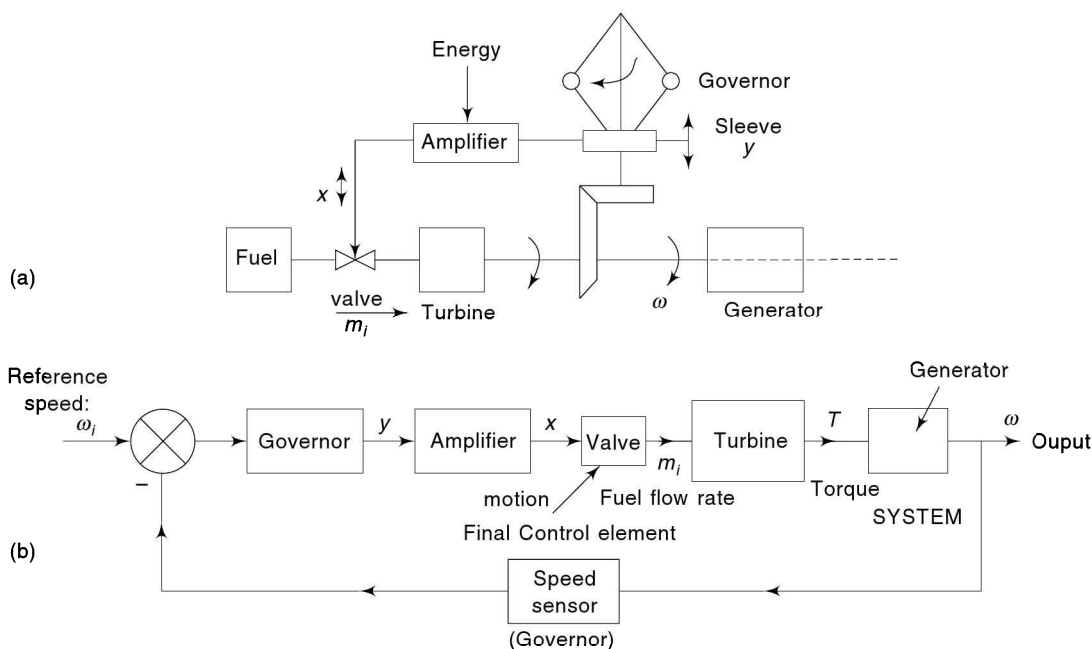 Energy
Governor
Amplifier
Sleeve
y
x
Fuel
(a)
valve
m_i
Turbine
ω
Generator
Generator
Reference
speed:
ω_i
Governor
y
Amplifier
x
Valve
m_i
Turbine
T
ω
Ouput
–
motion
Fuel flow rate
Torque
Final Control element
SYSTEM
(b)
Speed
sensor
(Governor)